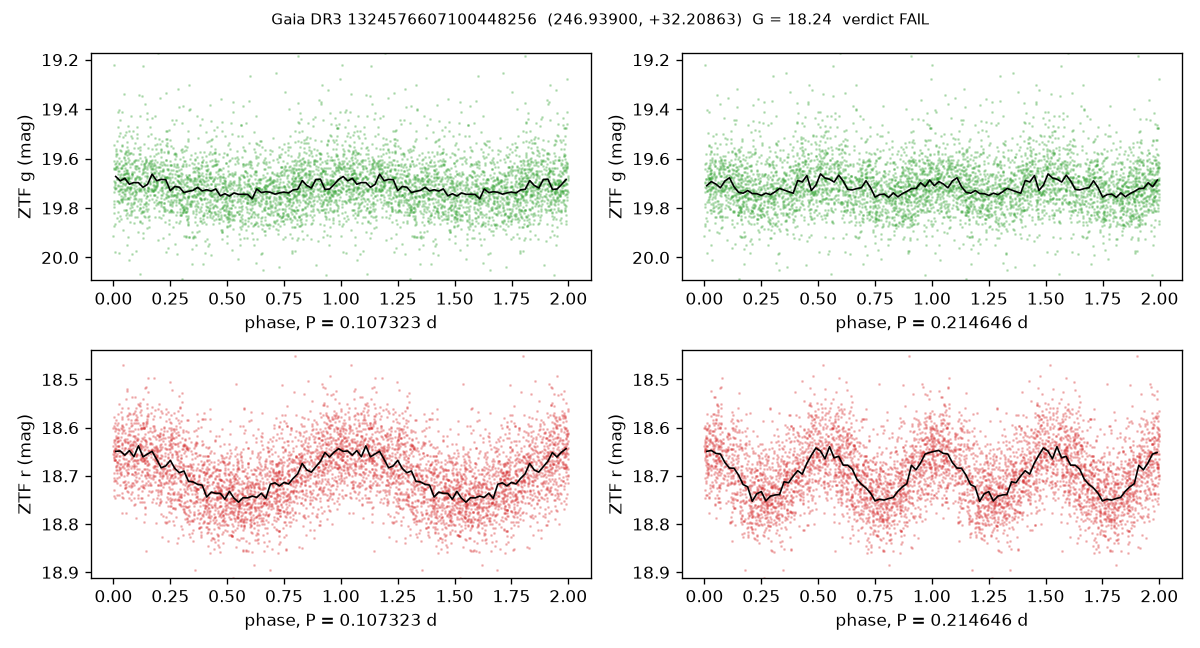 Gaia DR3 1324576607100448256 (246.93900, +32.20863) G = 18.24 verdict FAIL
ZTF g (mag)
19.2
19.4
19.6
19.8
20.0
0.00 0.25 0.50 0.75 1.00 1.25 1.50 1.75 2.00
phase, P = 0.107323 d
ZTF g (mag)
19.2
19.4
19.6
19.8
20.0
0.00 0.25 0.50 0.75 1.00 1.25 1.50 1.75 2.00
phase, P = 0.214646 d
ZTF r (mag)
18.5
18.6
18.7
18.8
18.9
0.00 0.25 0.50 0.75 1.00 1.25 1.50 1.75 2.00
phase, P = 0.107323 d
ZTF r (mag)
18.5
18.6
18.7
18.8
18.9
0.00 0.25 0.50 0.75 1.00 1.25 1.50 1.75 2.00
phase, P = 0.214646 d